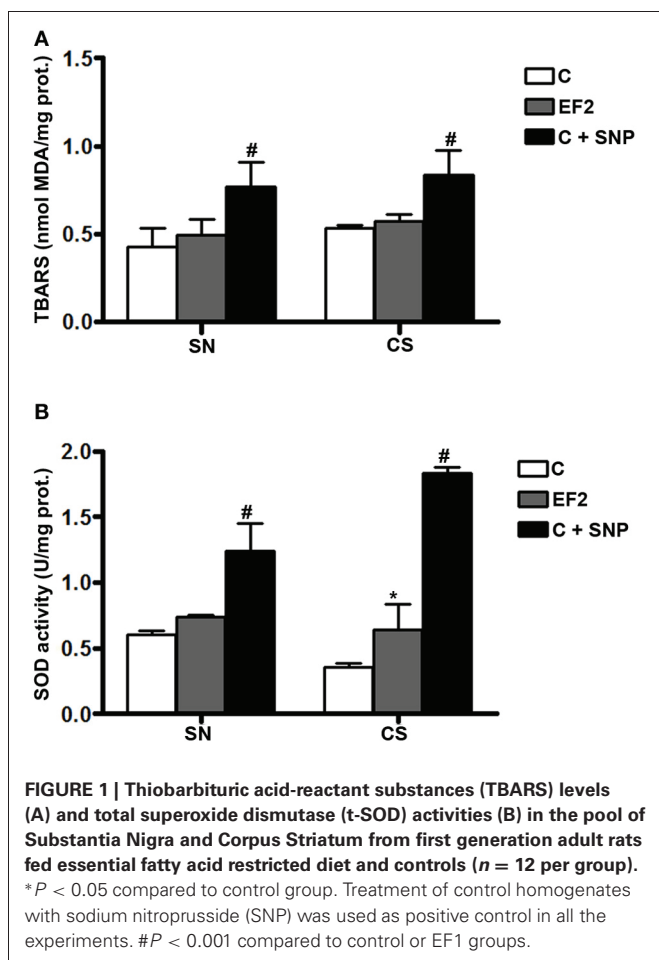 A
TBARS (nmol MDA/mg prot.)
1.5
1.0
0.5
0.0
#
#
SN
CS
C
EF2
C + SNP
B
SOD activity (U/mg prot.)
2.0
1.5
1.0
0.5
0.0
#
*
#
SN
CS
C
EF2
C + SNP
FIGURE 1 | Thiobarbituric acid-reactant substances (TBARS) levels
(A) and total superoxide dismutase (t-SOD) activities (B) in the pool of
Substantia Nigra and Corpus Striatum from first generation adult rats
fed essential fatty acid restricted diet and controls (n = 12 per group).
*P < 0.05 compared to control group. Treatment of control homogenates
with sodium nitroprusside (SNP) was used as positive control in all the
experiments. #P < 0.001 compared to control or EF1 groups.